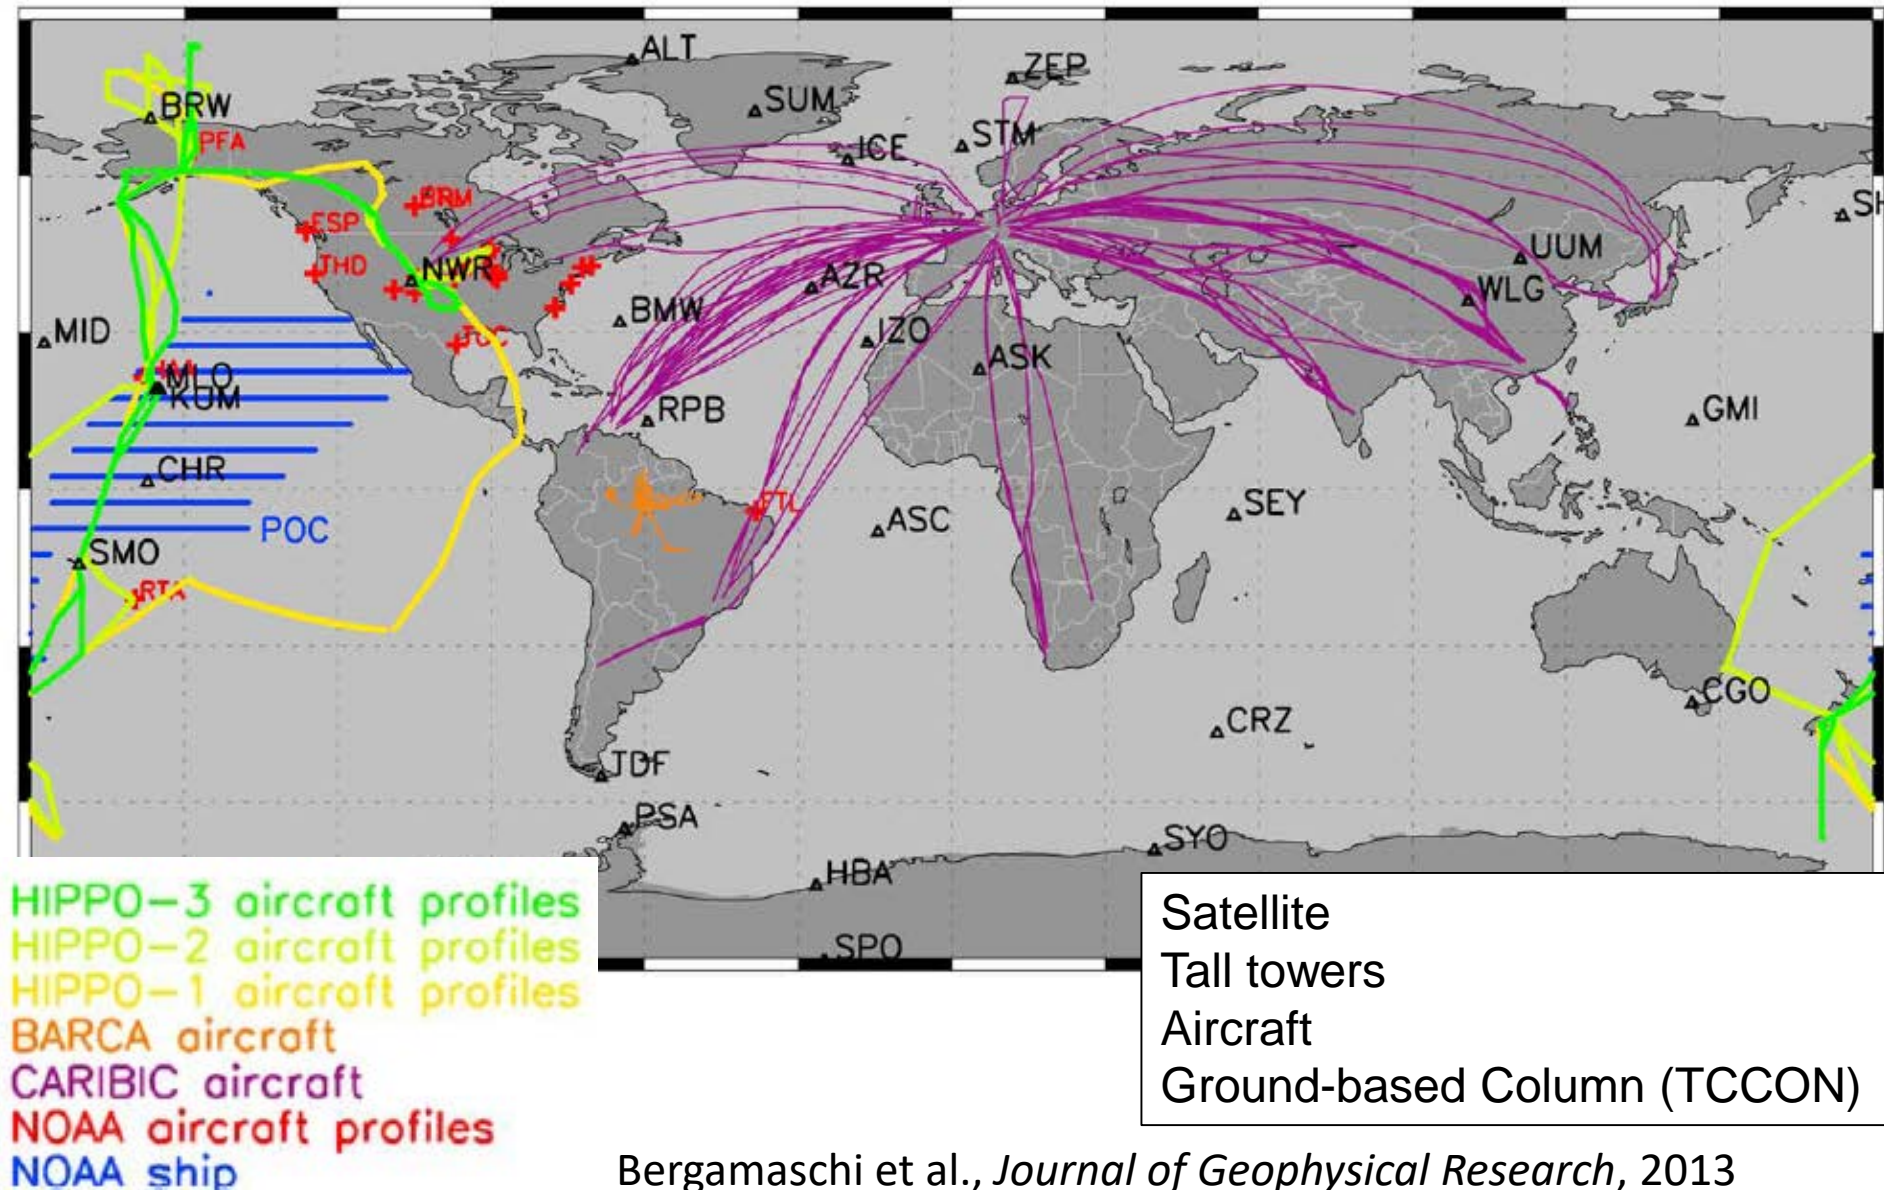 ALT
ZEP
BRW
SUM
PFA
STM
ICE
BRM
SH
ESP
UUM
THD
NWR
AZR
WLG
BMW
MID
IZO
TGC
ASK
MLO
KUM
RPB
GMI
CHR
FTL
SEY
ASC
POC
SMO
RTA
CGO
CRZ
TDF
PSA
SYO
HBA
SPO
HIPPO-3 aircraft profiles
HIPPO-2 aircraft profiles
HIPPO-1 aircraft profiles
BARCA aircraft
CARIBIC aircraft
NOAA aircraft profiles
NOAA ship
Satellite
Tall towers
Aircraft
Ground-based Column (TCCON)
Bergamaschi et al., Journal of Geophysical Research, 2013